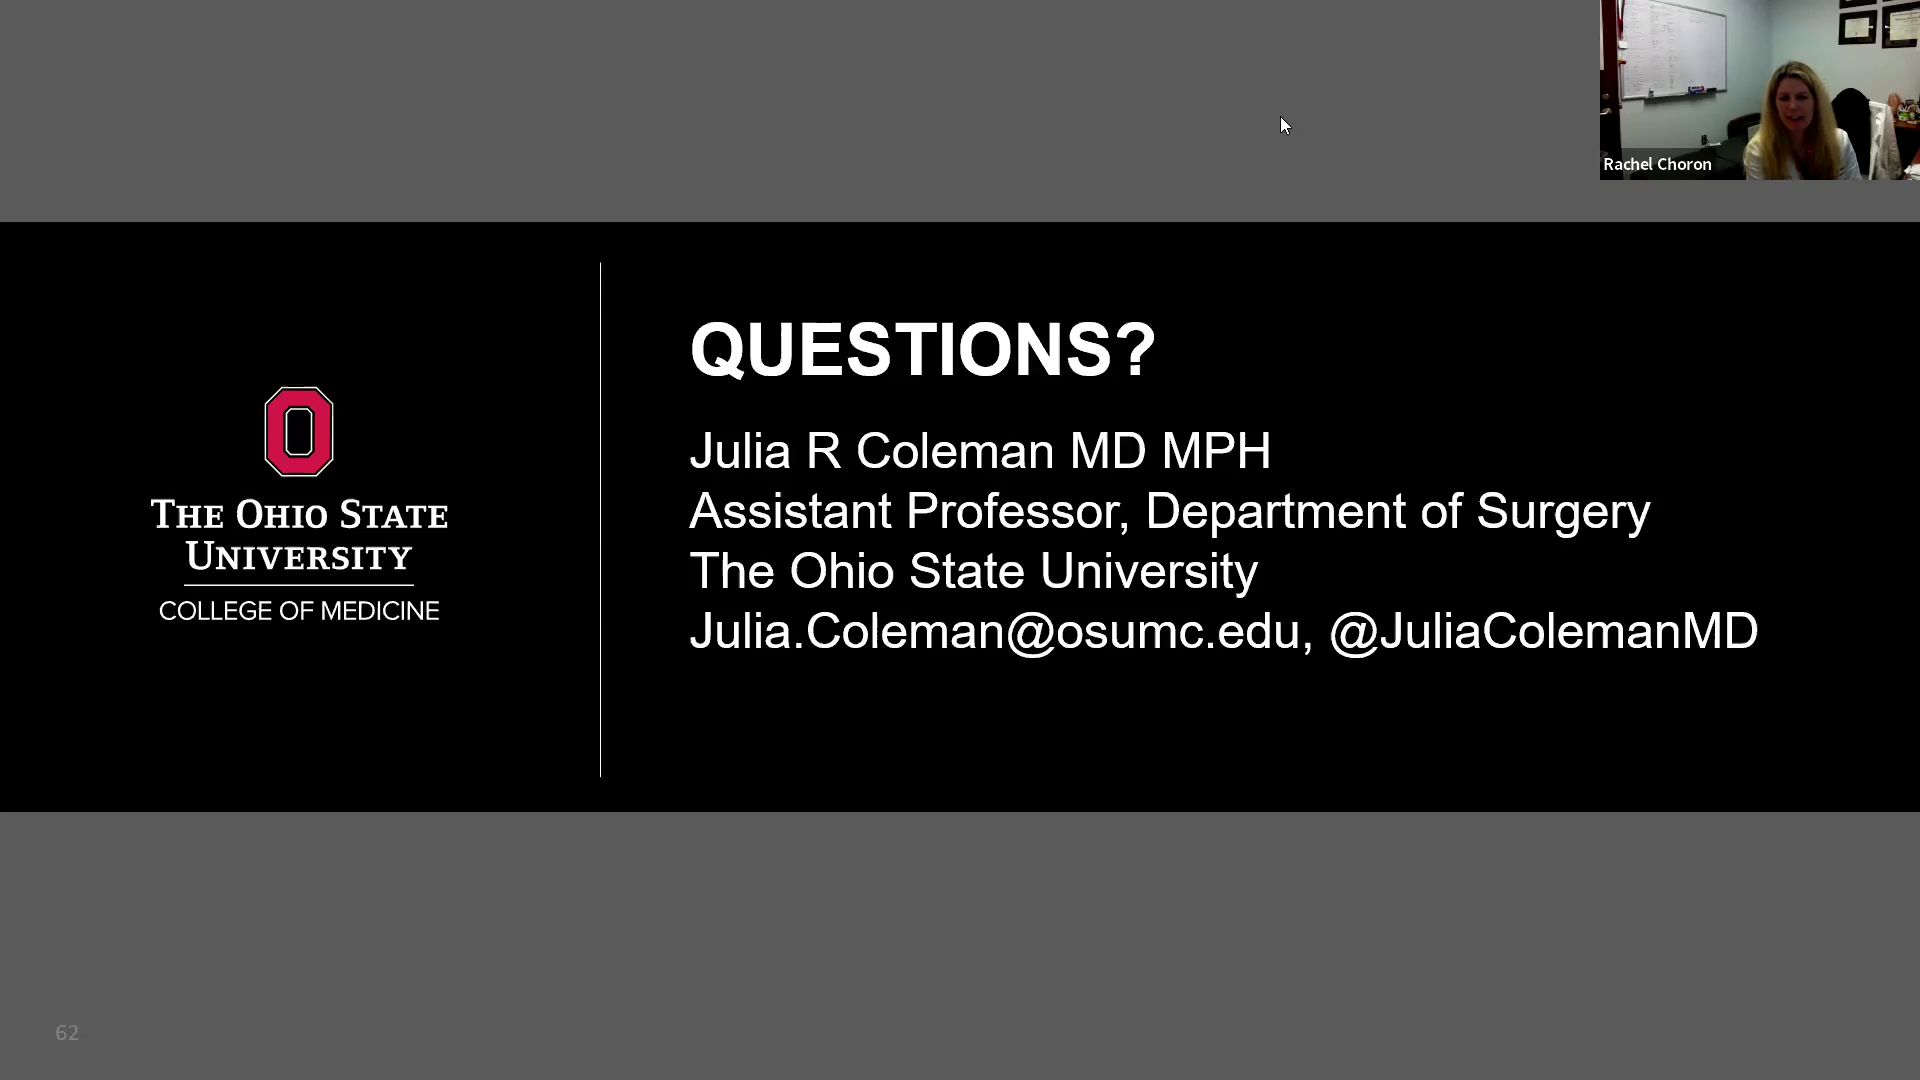 Rachel Choron
QUESTIONS?
Julia R Coleman MD MPH
Assistant Professor, Department of Surgery
The Ohio State University
Julia.Coleman@osumc.edu, @JuliaColemanMD
THE OHIO STATE
UNIVERSITY
COLLEGE OF MEDICINE
62